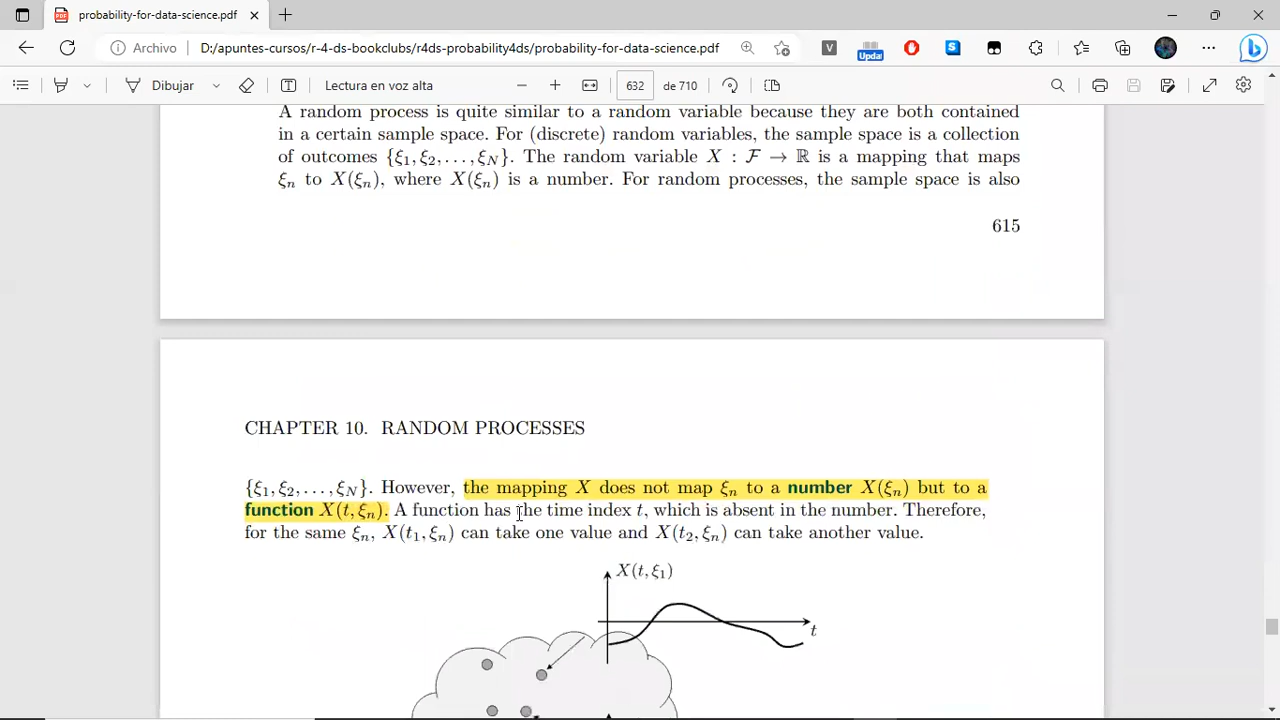 probability-for-data-science.pdf
Archivo D:/apuntes-cursos/r-4-ds-bookclubs/r4ds-probability4ds/probability-for-data-science.pdf
V Updat S
Dibujar Lectura en voz alta 632 de 710
A random process is quite similar to a random variable because they are both contained
in a certain sample space. For (discrete) random variables, the sample space is a collection
of outcomes {ξ₁, ξ₂, . . . , ξ_N}. The random variable X : ℱ → ℝ is a mapping that maps
ξₙ to X(ξₙ), where X(ξₙ) is a number. For random processes, the sample space is also
615
CHAPTER 10. RANDOM PROCESSES
{ξ₁, ξ₂, . . . , ξ_N}. However, the mapping X does not map ξₙ to a number X(ξₙ) but to a
function X(t, ξₙ). A function has the time index t, which is absent in the number. Therefore,
for the same ξₙ, X(t₁, ξₙ) can take one value and X(t₂, ξₙ) can take another value.
X(t, ξ₁)
t